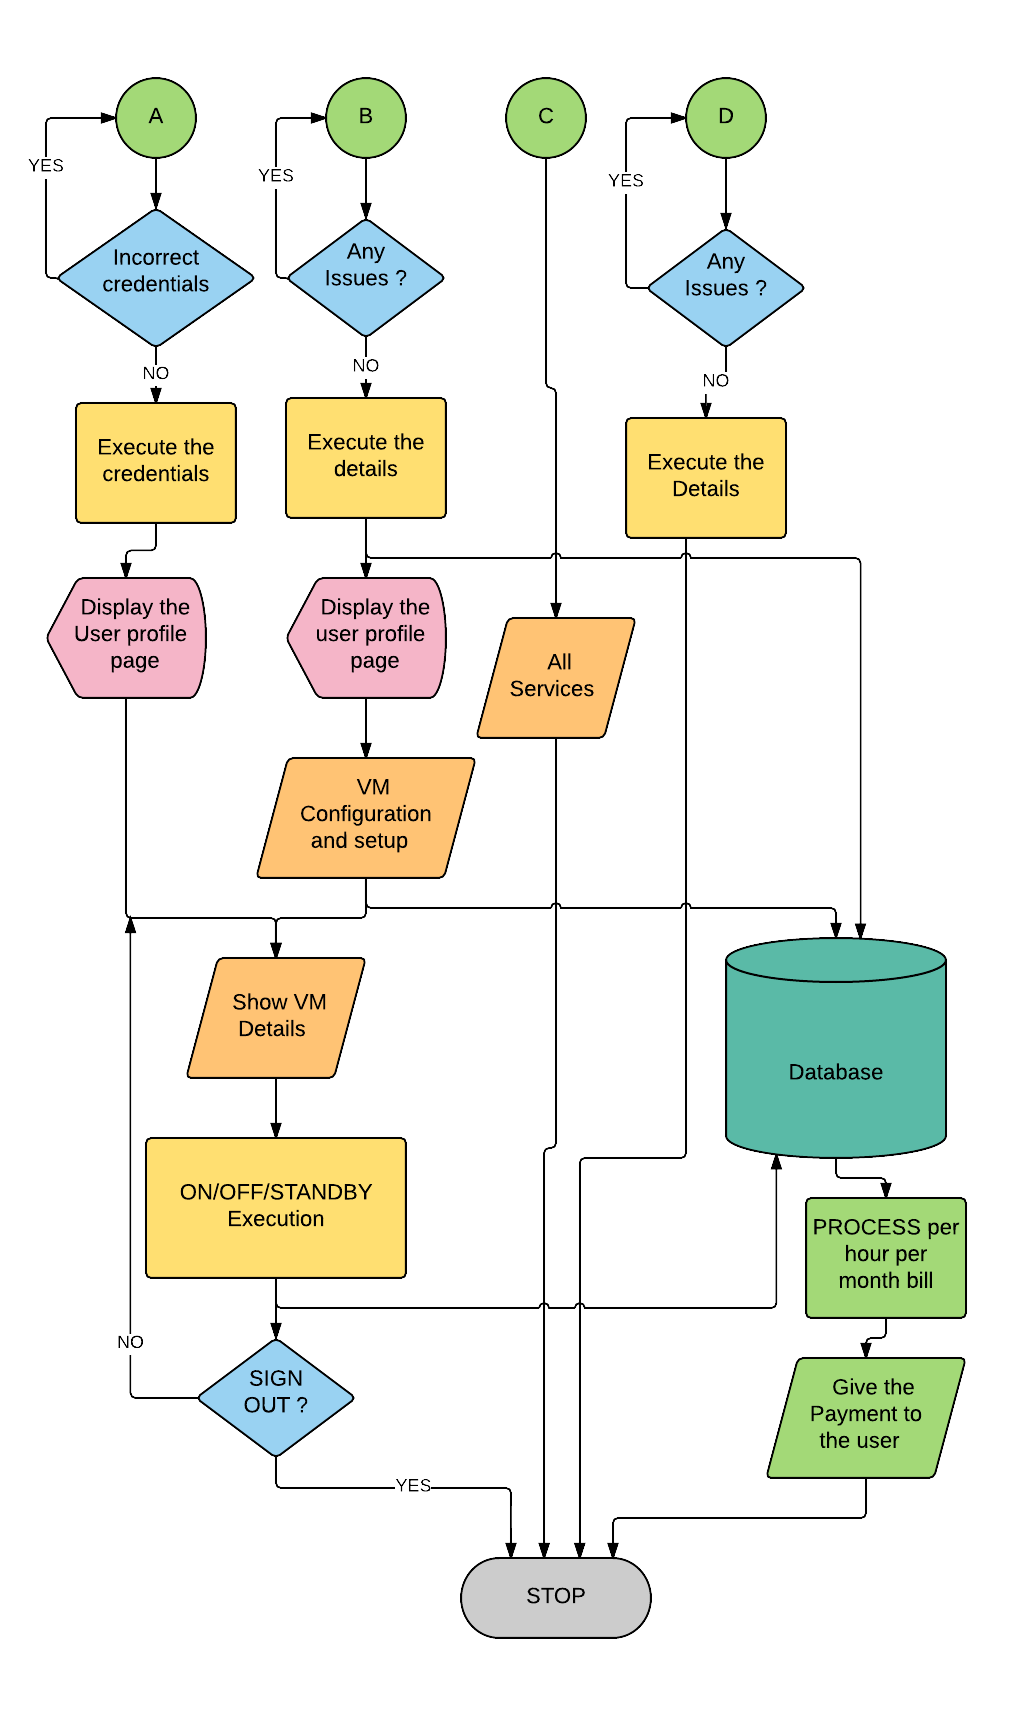 A
B
C
D
YES
YES
YES
Incorrect
credentials
Any
Issues ?
Any
Issues ?
NO
NO
NO
Execute the
credentials
Execute the
details
Execute the
Details
Display the
User profile
page
Display the
user profile
page
All
Services
VM
Configuration
and setup
Show VM
Details
Database
ON/OFF/STANDBY
Execution
PROCESS per
hour per
month bill
NO
SIGN
OUT ?
Give the
Payment to
the user
YES
STOP